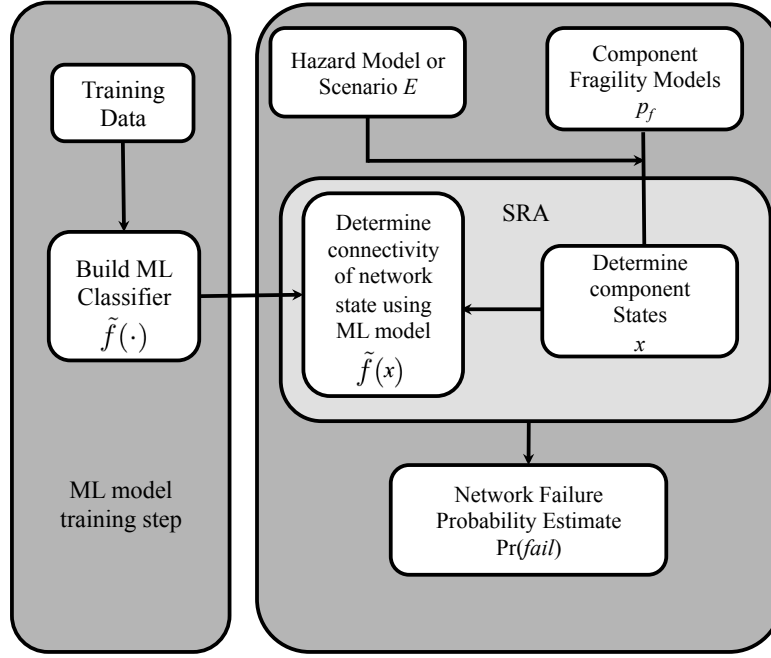 Training
Data
Build ML
Classifier
f̃(·)
ML model
training step
Hazard Model or
Scenario E
Component
Fragility Models
p_f
SRA
Determine
connectivity
of network
state using
ML model
f̃(x)
Determine
component
States
x
Network Failure
Probability Estimate
Pr(fail)